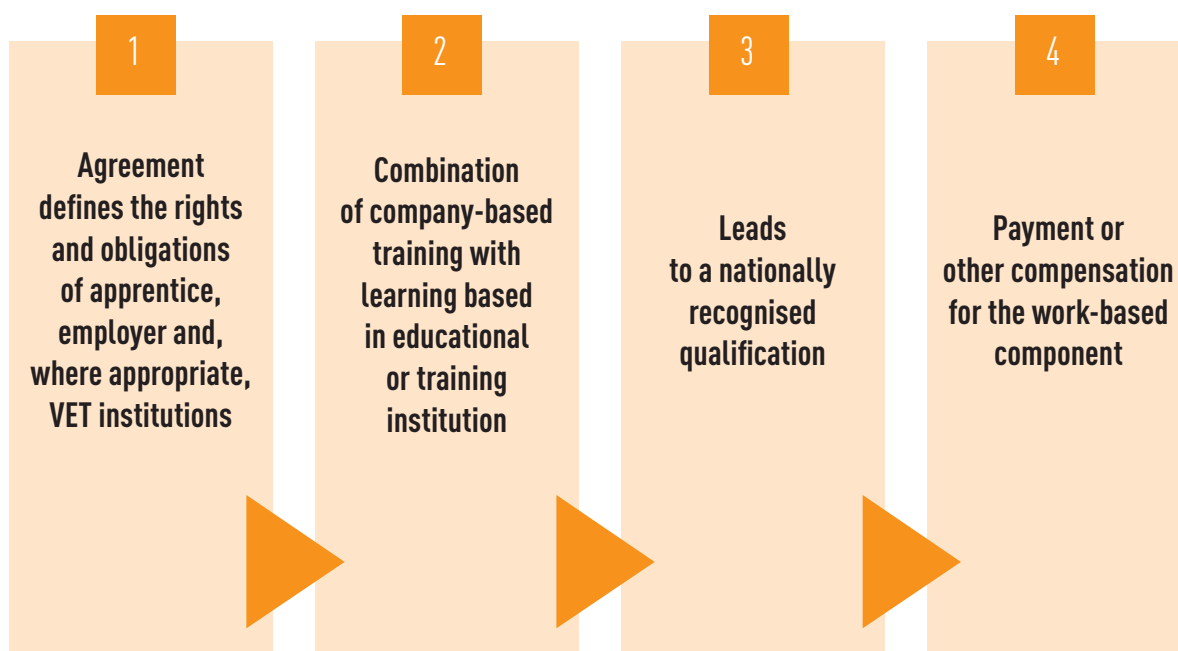 1
Agreement
defines the rights
and obligations
of apprentice,
employer and,
where appropriate,
VET institutions
2
Combination
of company-based
training with
learning based
in educational
or training
institution
3
Leads
to a nationally
recognised
qualification
4
Payment or
other compensation
for the work-based
component